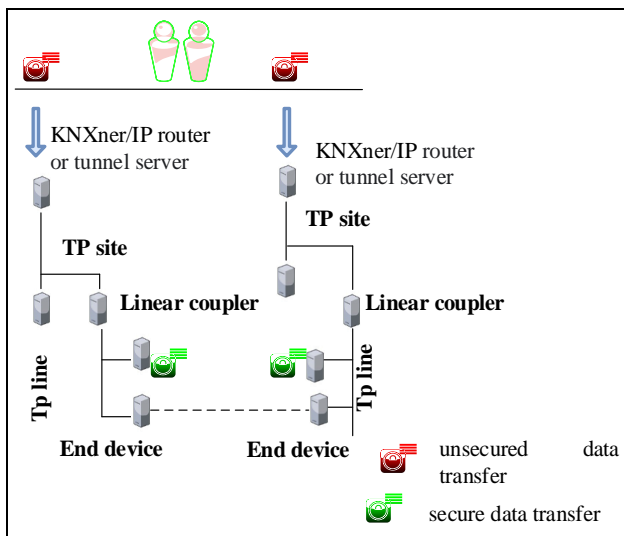 KNXner/IP router
or tunnel server
KNXner/IP router
or tunnel server
TP site
TP site
Linear coupler
Linear coupler
Tp line
Tp line
End device
End device
unsecured data
transfer
secure data transfer